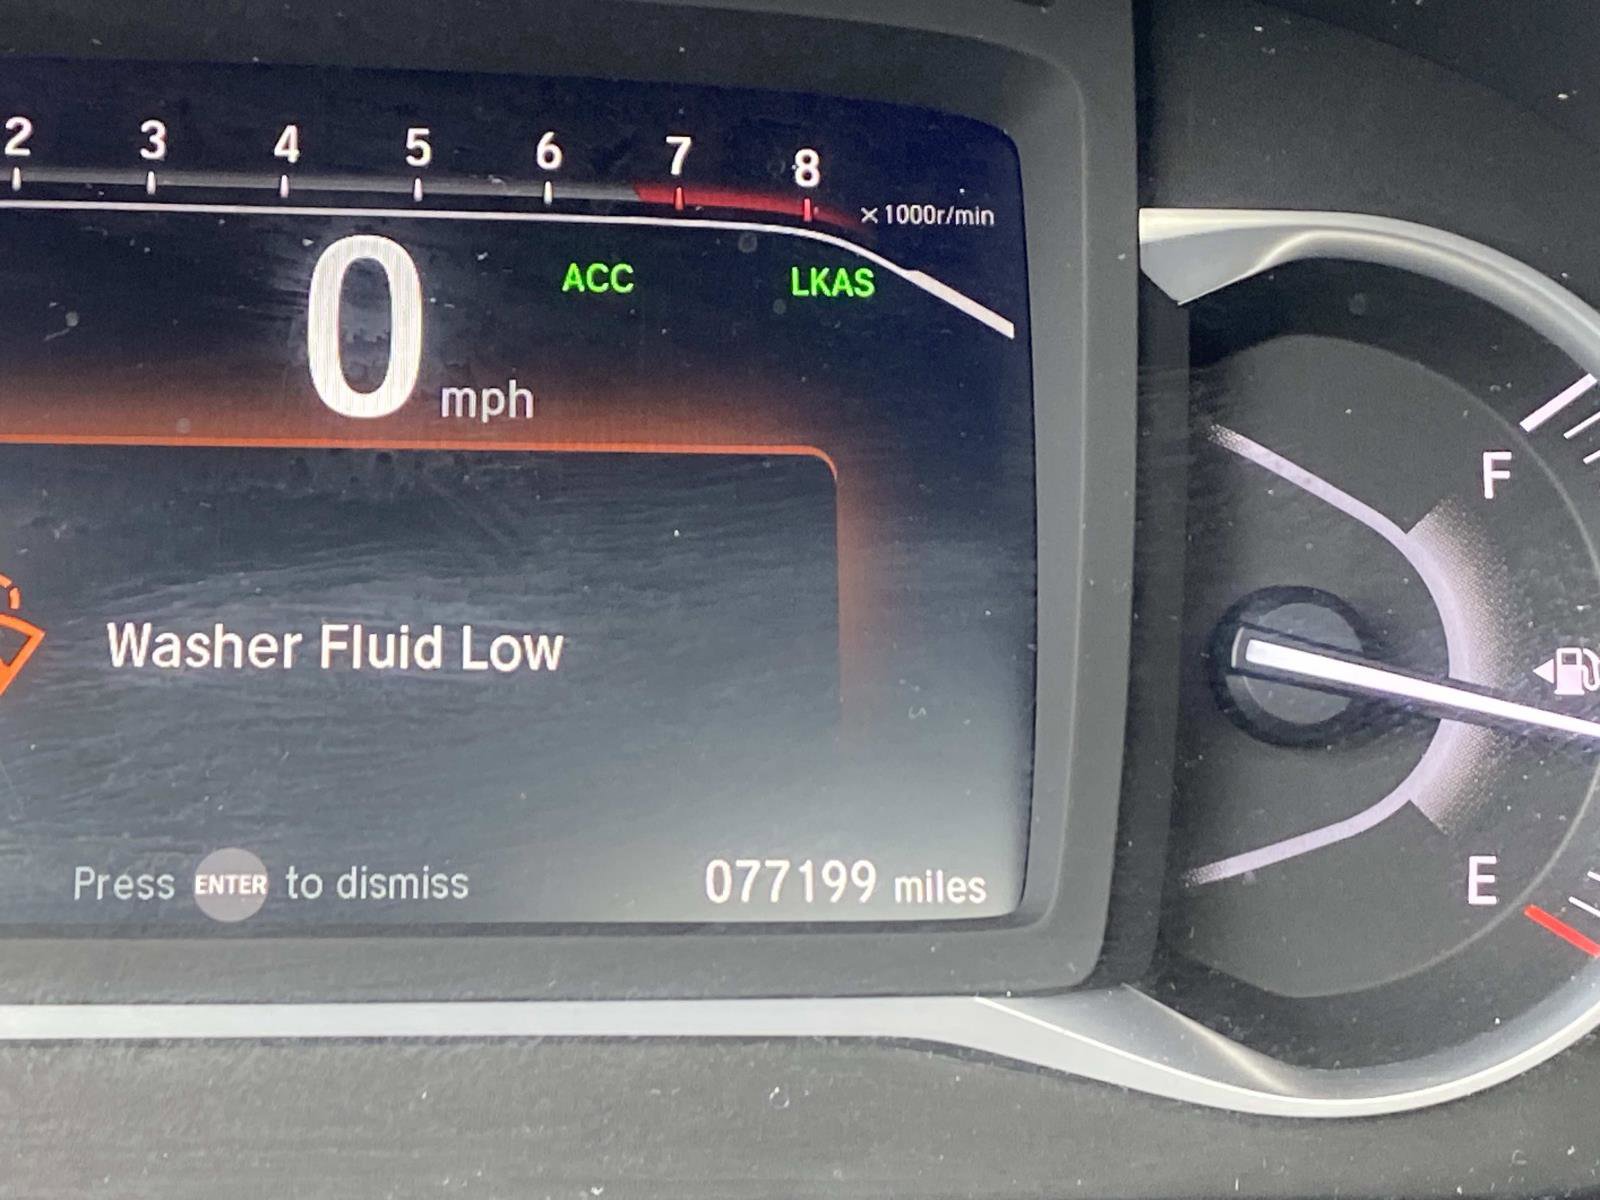 2 3 4 5 6 7 8
×1000r/min
0 mph
ACC LKAS
F
Washer Fluid Low
Press ENTER to dismiss
077199 miles
E